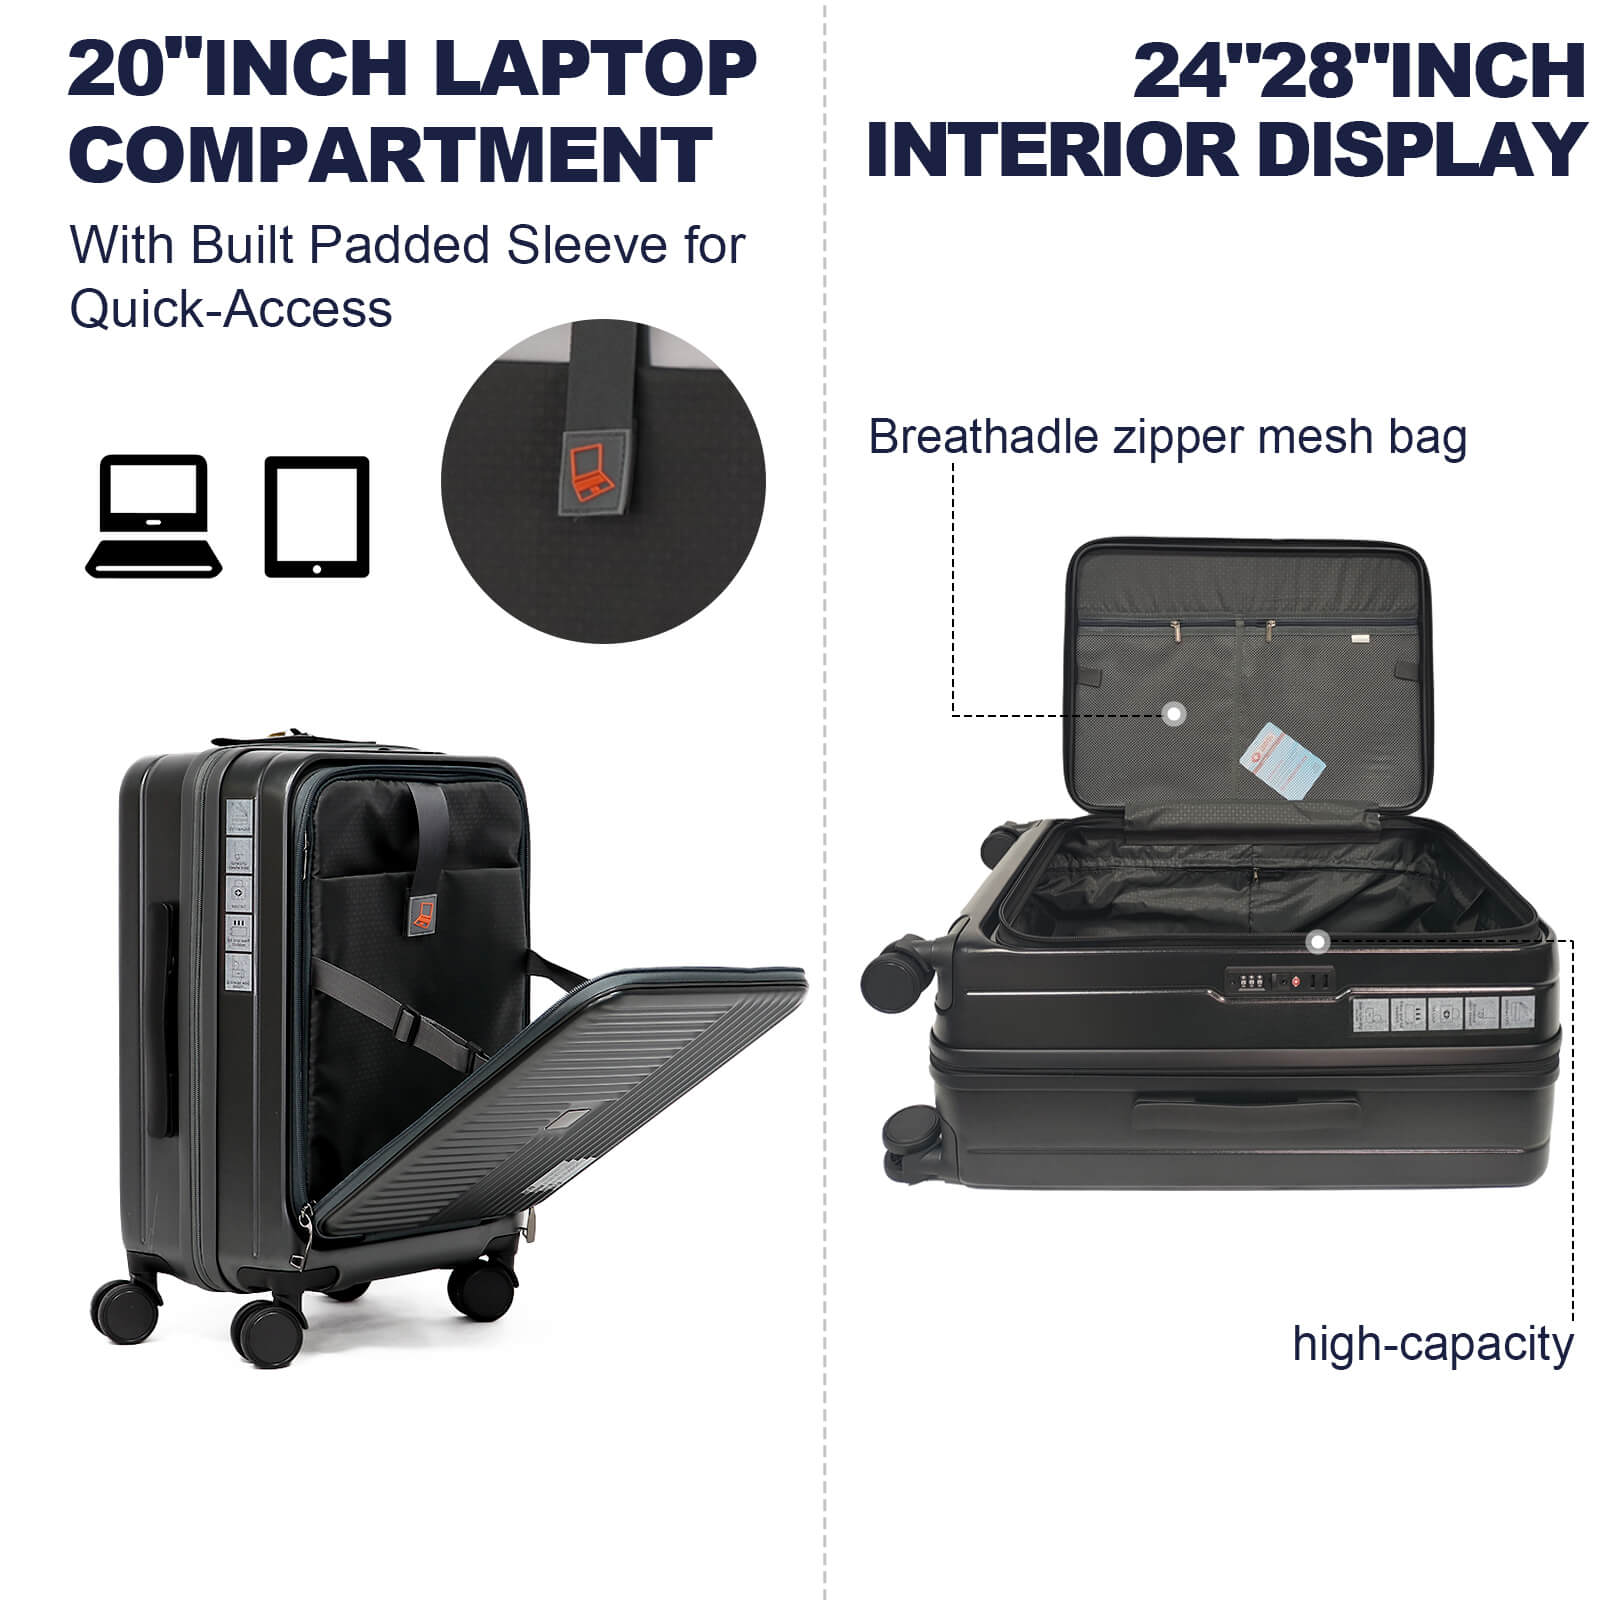 20"INCH LAPTOP
COMPARTMENT
With Built Padded Sleeve for
Quick-Access
24"28"INCH
INTERIOR DISPLAY
Breathadle zipper mesh bag
high-capacity